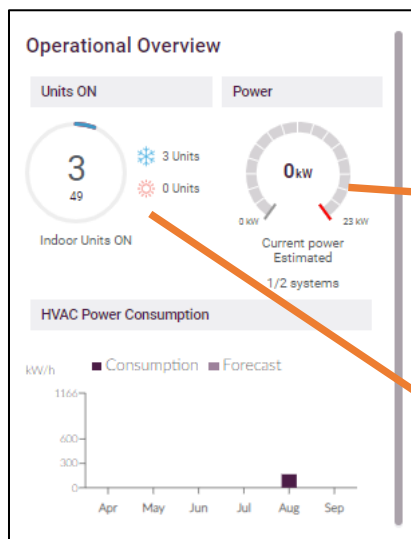 Operational Overview
Units ON
Power
3
49
3 Units
0 Units
Indoor Units ON
0kW
0 kW
23 kW
Current power
Estimated
1/2 systems
HVAC Power Consumption
kW/h
Consumption Forecast
1166
600
300
0
Apr May Jun Jul Aug Sep